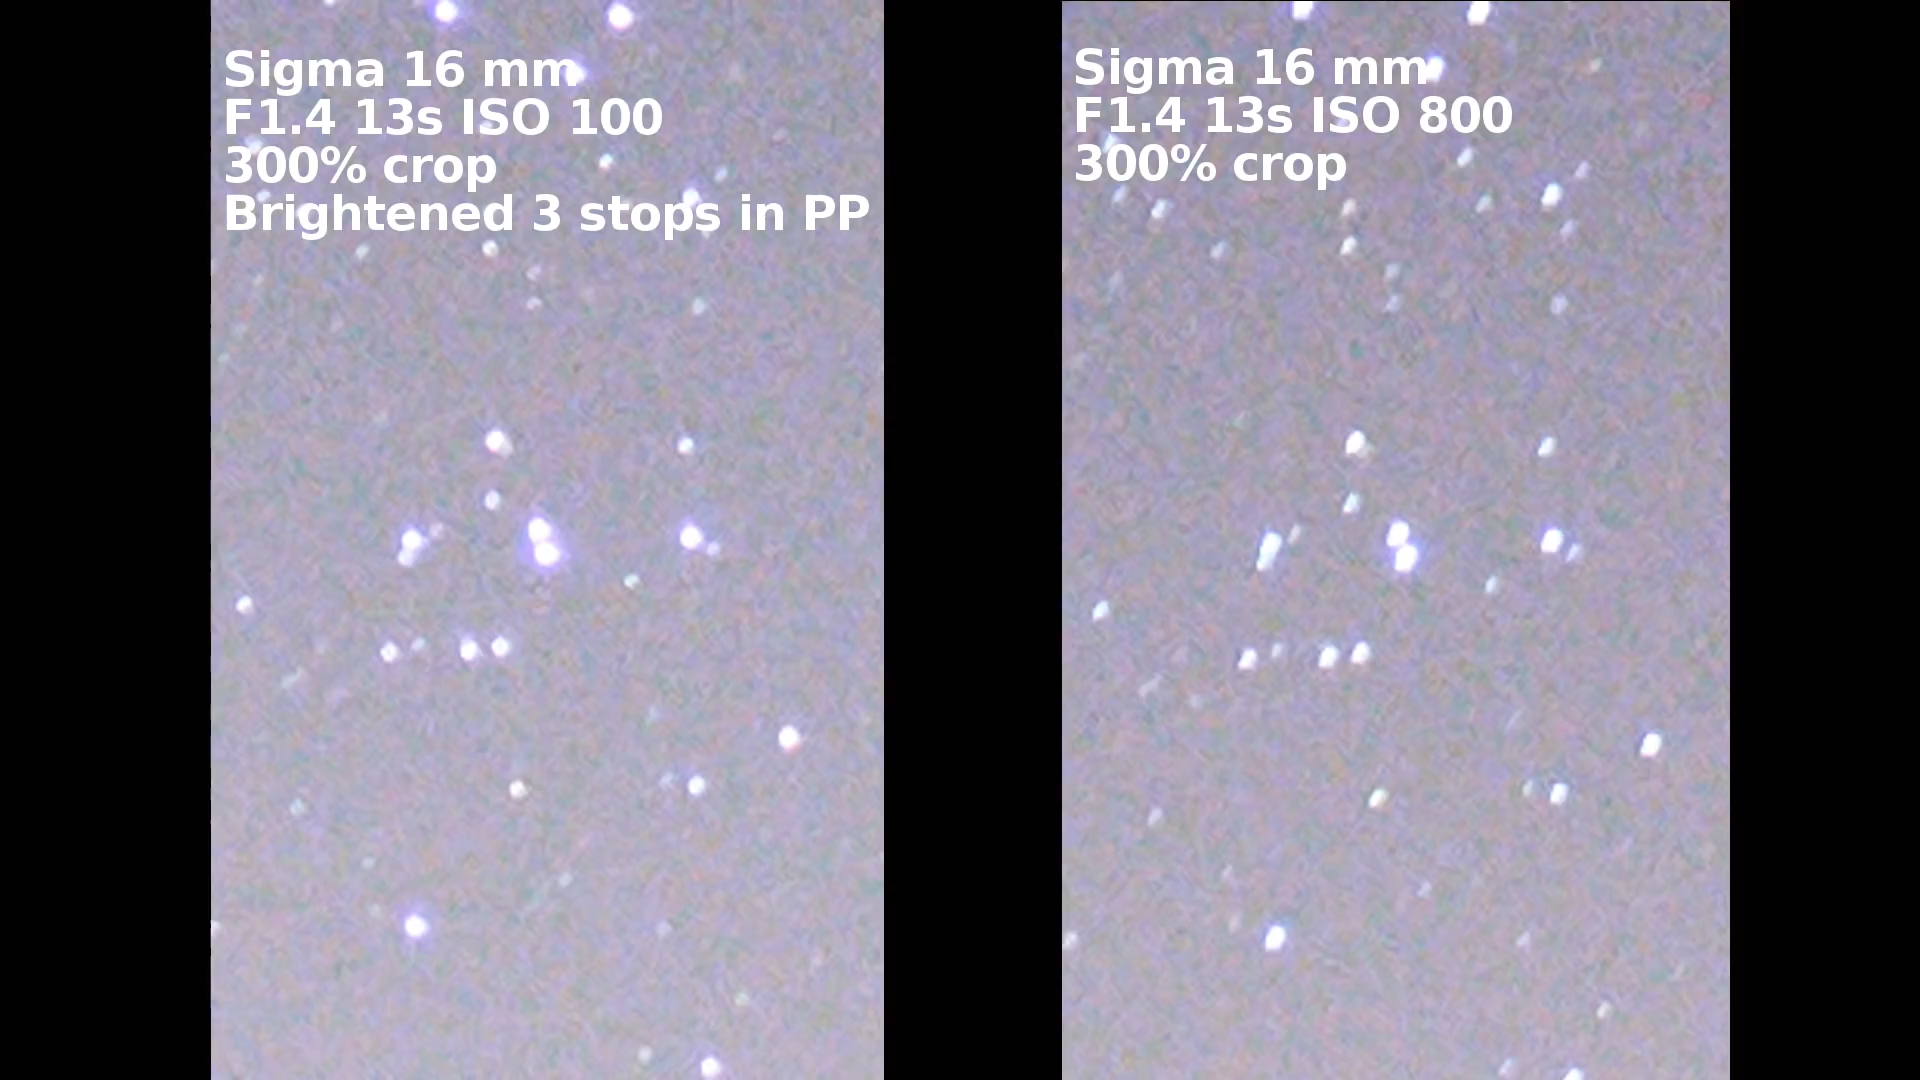 Sigma 16 mm
F1.4 13s ISO 100
300% crop
Brightened 3 stops in PP
Sigma 16 mm
F1.4 13s ISO 800
300% crop